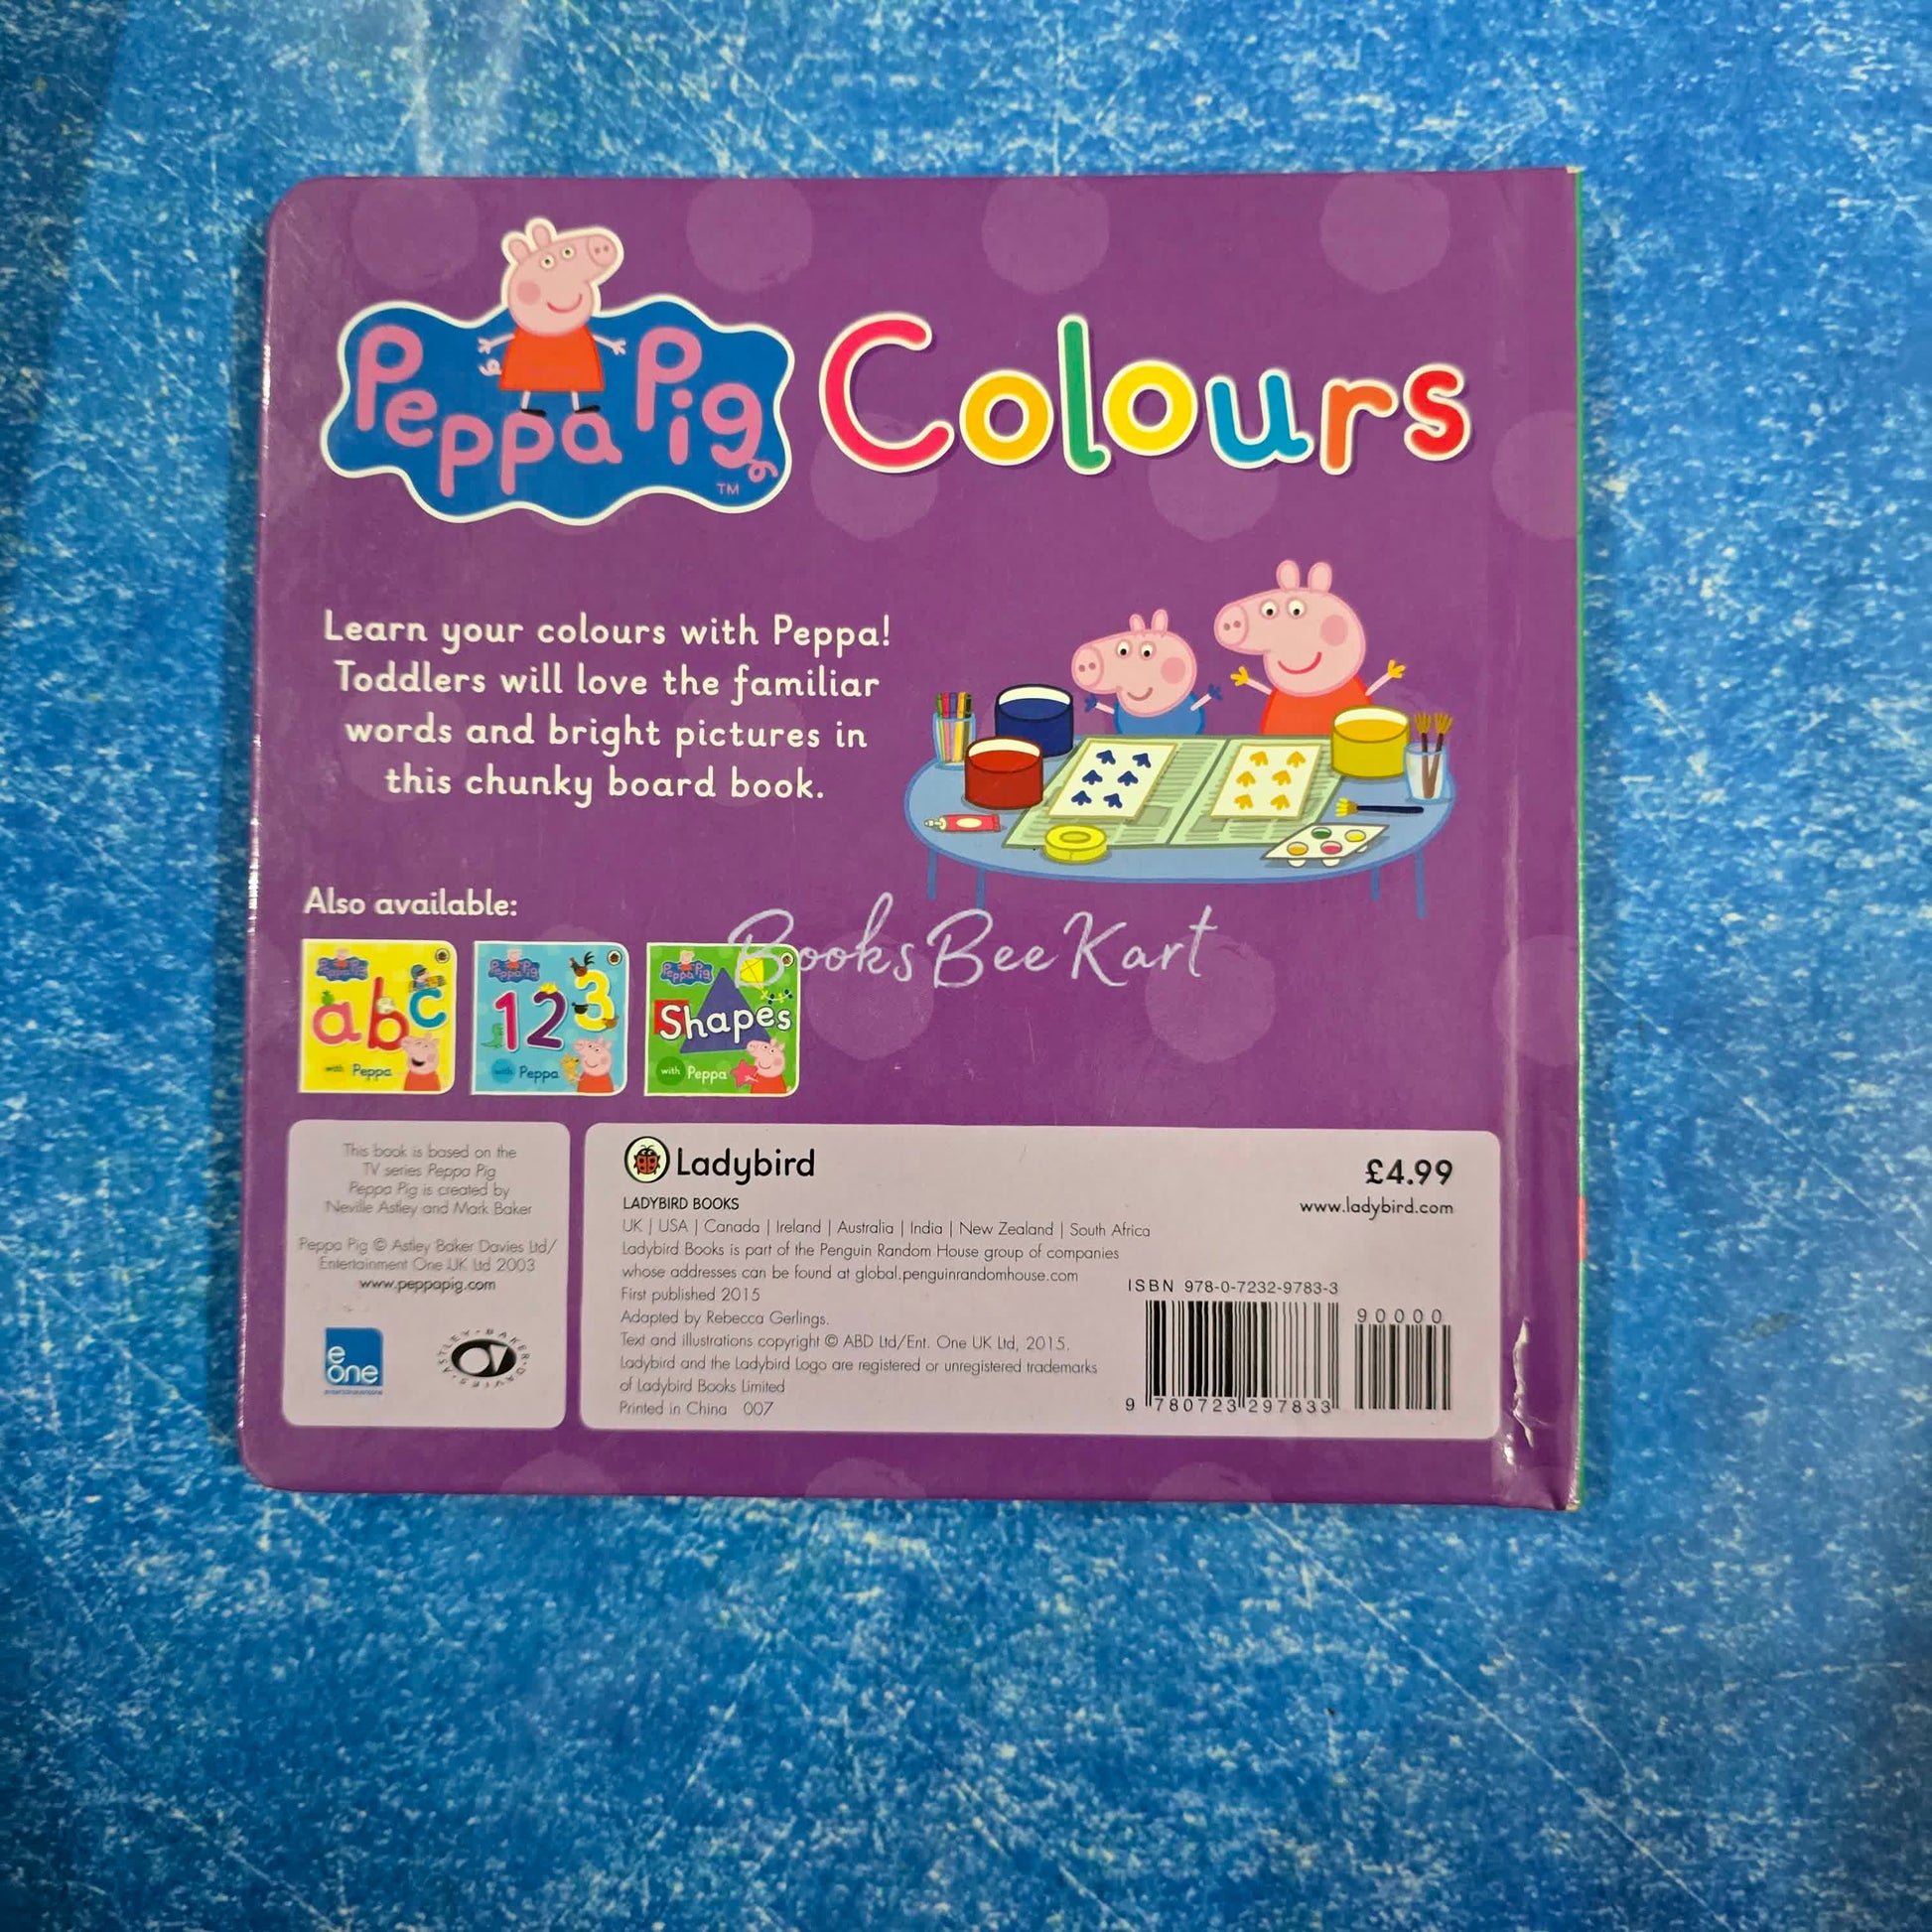 Peppa Pig
TM
Colours
Learn your colours with Peppa!
Toddlers will love the familiar
words and bright pictures in
this chunky board book.
Also available:
Peppa Pig
abc
with Peppa
Peppa Pig
123
with Peppa
Peppa Pig
Shapes
with Peppa
Books Bee Kart
This book is based on the
TV series Peppa Pig
Peppa Pig is created by
Neville Astley and Mark Baker
Peppa Pig © Astley Baker Davies Ltd/
Entertainment One UK Ltd 2003
www.peppapig.com
e
one
ASTLEY·BAKER·DAVIES
Ladybird
LADYBIRD BOOKS
UK | USA | Canada | Ireland | Australia | India | New Zealand | South Africa
Ladybird Books is part of the Penguin Random House group of companies
whose addresses can be found at global.penguinrandomhouse.com
First published 2015
Adapted by Rebecca Gerlings.
Text and illustrations copyright © ABD Ltd/Ent. One UK Ltd, 2015.
Ladybird and the Ladybird Logo are registered or unregistered trademarks
of Ladybird Books Limited
Printed in China 007
£4.99
www.ladybird.com
ISBN 978-0-7232-9783-3
90000
9 780723 297833